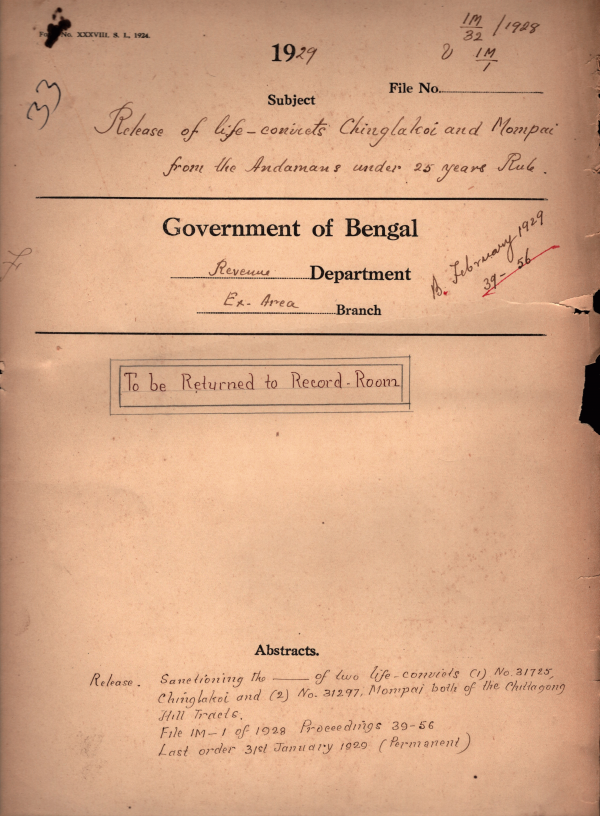 No. XXXVIII. S. I., 1924.
1M/32 / 1928
1M/1
1929
33
File No.
Subject
Release of life-convicts Chinglakoi and Mompai
from the Andamans under 25 years Rule.
Government of Bengal
B. February 1929
39-56
Revenue Department
Ex-Area Branch
To be Returned to Record-Room
Abstracts.
Release. Sanctioning the —— of two life-convicts (1) No. 31725,
Chinglakoi and (2) No. 31297, Mompai both of the Chittagong
Hill Tracts.
File 1M-1 of 1928 Proceedings 39-56
Last order 31st January 1929 (Permanent)